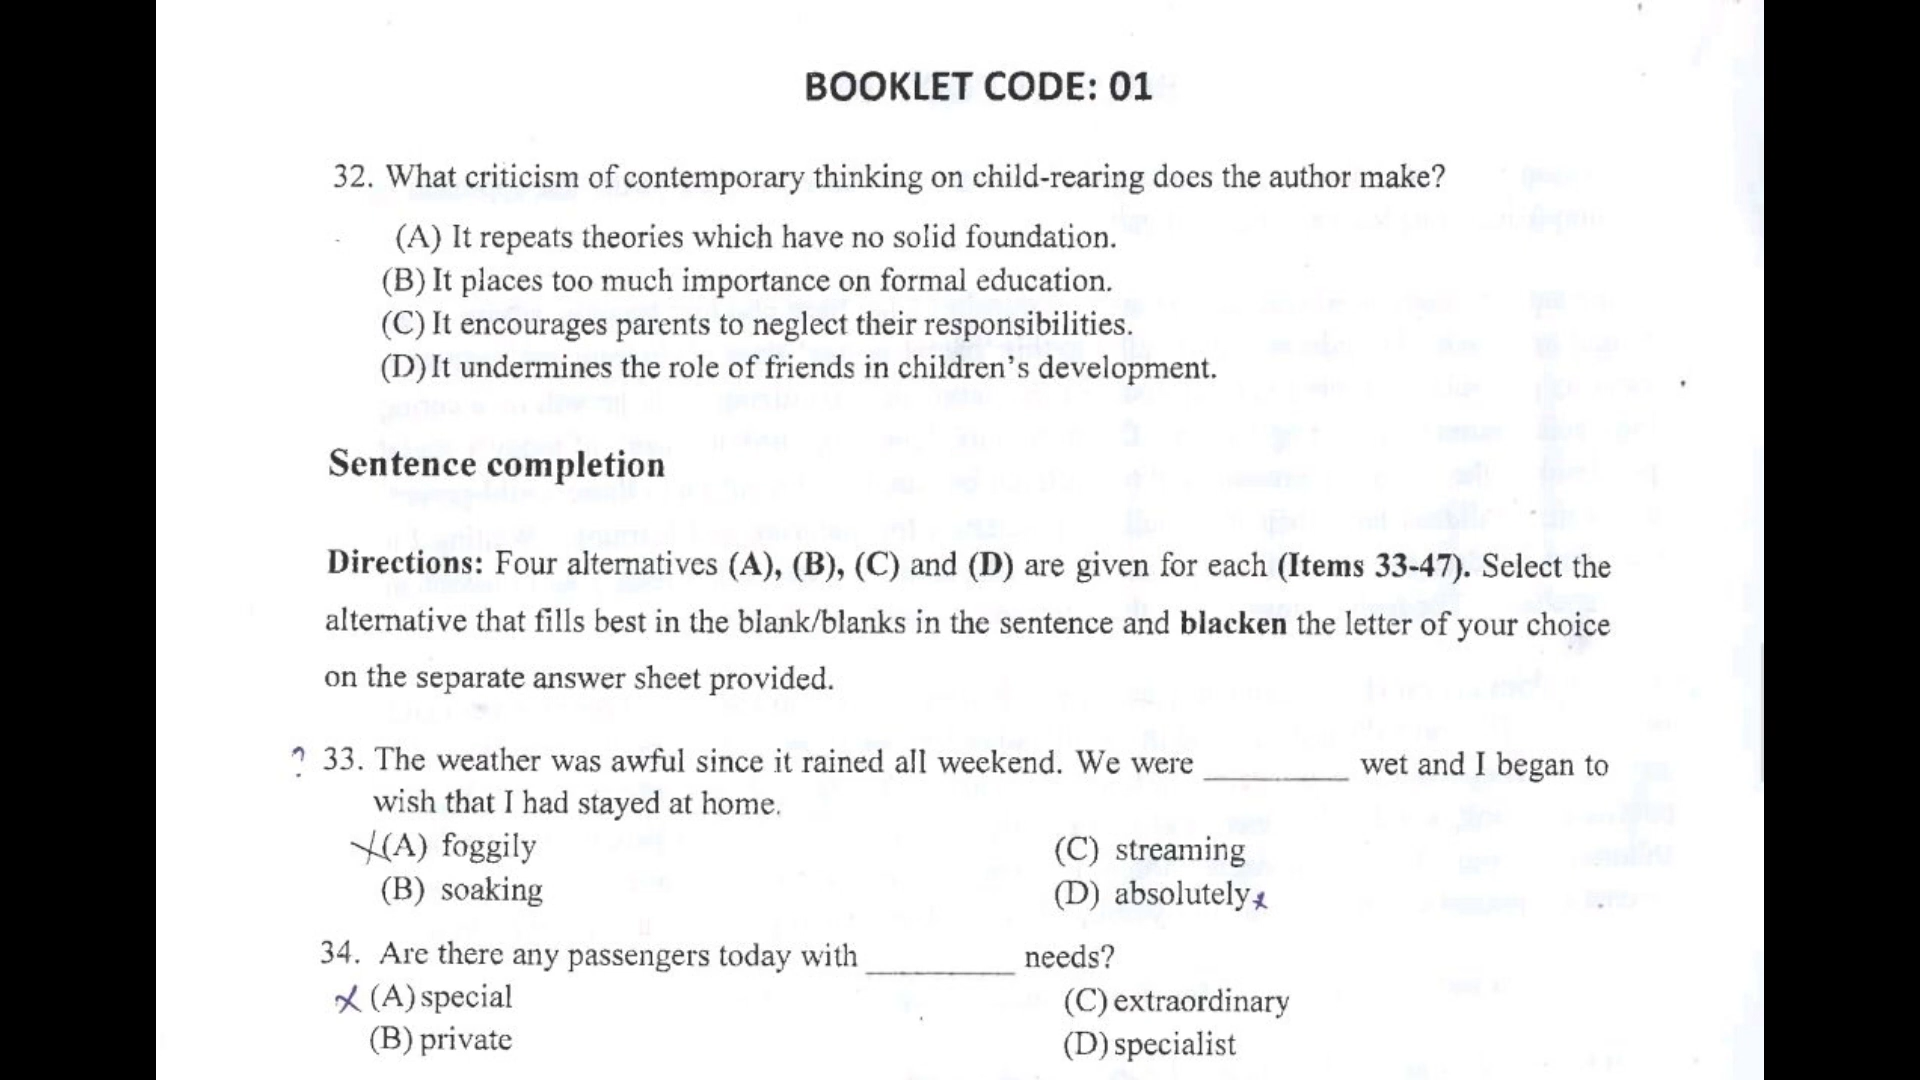 BOOKLET CODE: 01
32. What criticism of contemporary thinking on child-rearing does the author make?
(A) It repeats theories which have no solid foundation.
(B) It places too much importance on formal education.
(C) It encourages parents to neglect their responsibilities.
(D) It undermines the role of friends in children's development.
Sentence completion
Directions: Four alternatives (A), (B), (C) and (D) are given for each (Items 33-47). Select the
alternative that fills best in the blank/blanks in the sentence and blacken the letter of your choice
on the separate answer sheet provided.
? 33. The weather was awful since it rained all weekend. We were _________ wet and I began to
wish that I had stayed at home.
(A) foggily (C) streaming
(B) soaking (D) absolutely
34. Are there any passengers today with _________ needs?
(A) special (C) extraordinary
(B) private (D) specialist